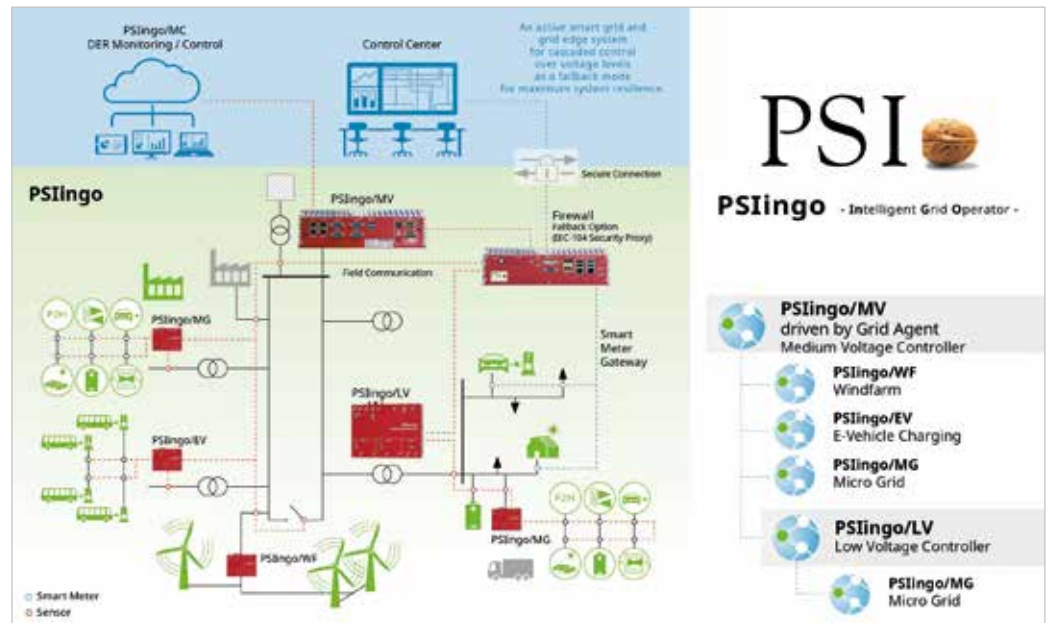 PSIingo/MC
DER Monitoring / Control
Control Center
An active smart grid and
grid edge system
for cascaded control
over voltage levels
as a fallback mode
for maximum system resilience.
Secure Connection
PSIingo
PSIingo/MV
Firewall
Fallback Option
(IEC-104 Security Proxy)
Field Communication
PSIingo/MG
P2H
Smart
Meter
Gateway
PSIingo/LV
PSIingo/EV
PSIingo/WF
PSIingo/MG
P2H
Smart Meter
Sensor
PSI
PSIingo - Intelligent Grid Operator -
PSIingo/MV
driven by Grid Agent
Medium Voltage Controller
PSIingo/WF
Windfarm
PSIingo/EV
E-Vehicle Charging
PSIingo/MG
Micro Grid
PSIingo/LV
Low Voltage Controller
PSIingo/MG
Micro Grid